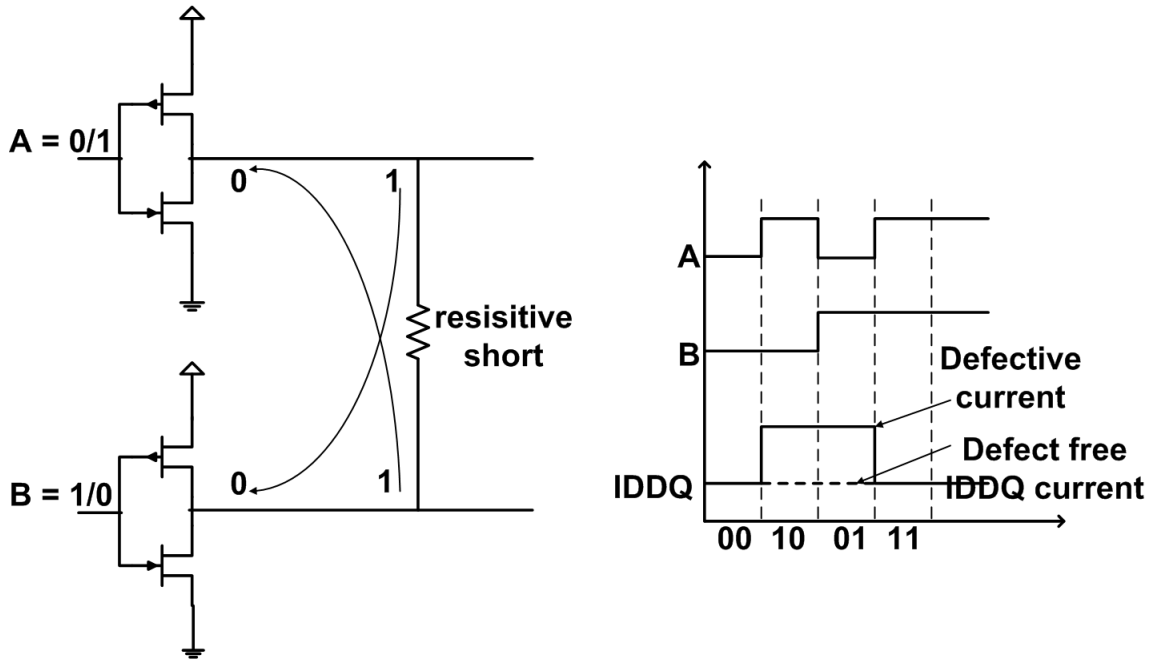 A = 0/1
0
1
resisitive
short
B = 1/0
0
1
A
B
Defective
current
Defect free
IDDQ
IDDQ current
00 10 01 11